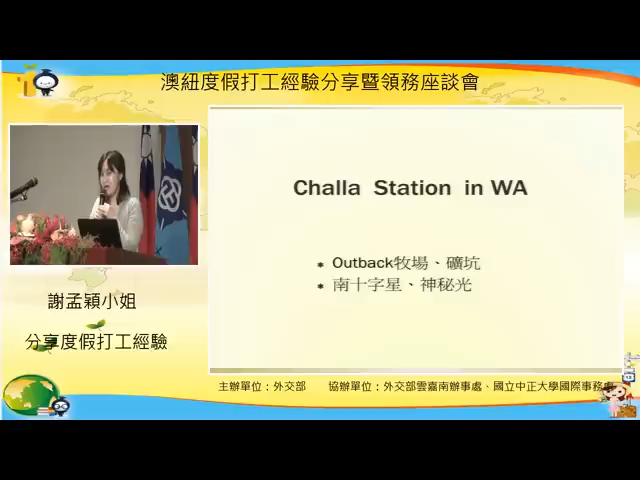 澳紐度假打工經驗分享暨領務座談會
Challa Station in WA
* Outback牧場、礦坑
* 南十字星、神秘光
謝孟穎小姐
分享度假打工經驗
主辦單位：外交部 協辦單位：外交部雲嘉南辦事處、國立中正大學國際事務處